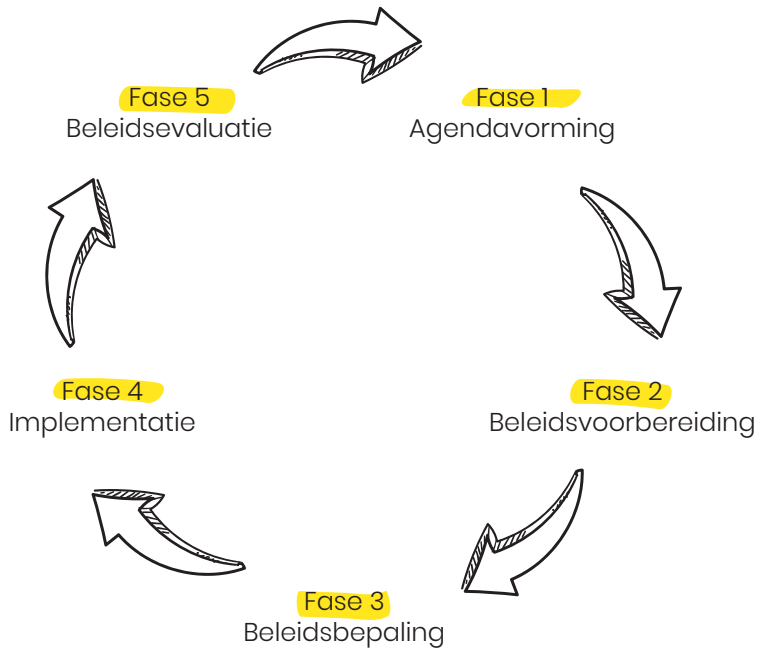 Fase 1
Agendavorming
Fase 2
Beleidsvoorbereiding
Fase 3
Beleidsbepaling
Fase 4
Implementatie
Fase 5
Beleidsevaluatie